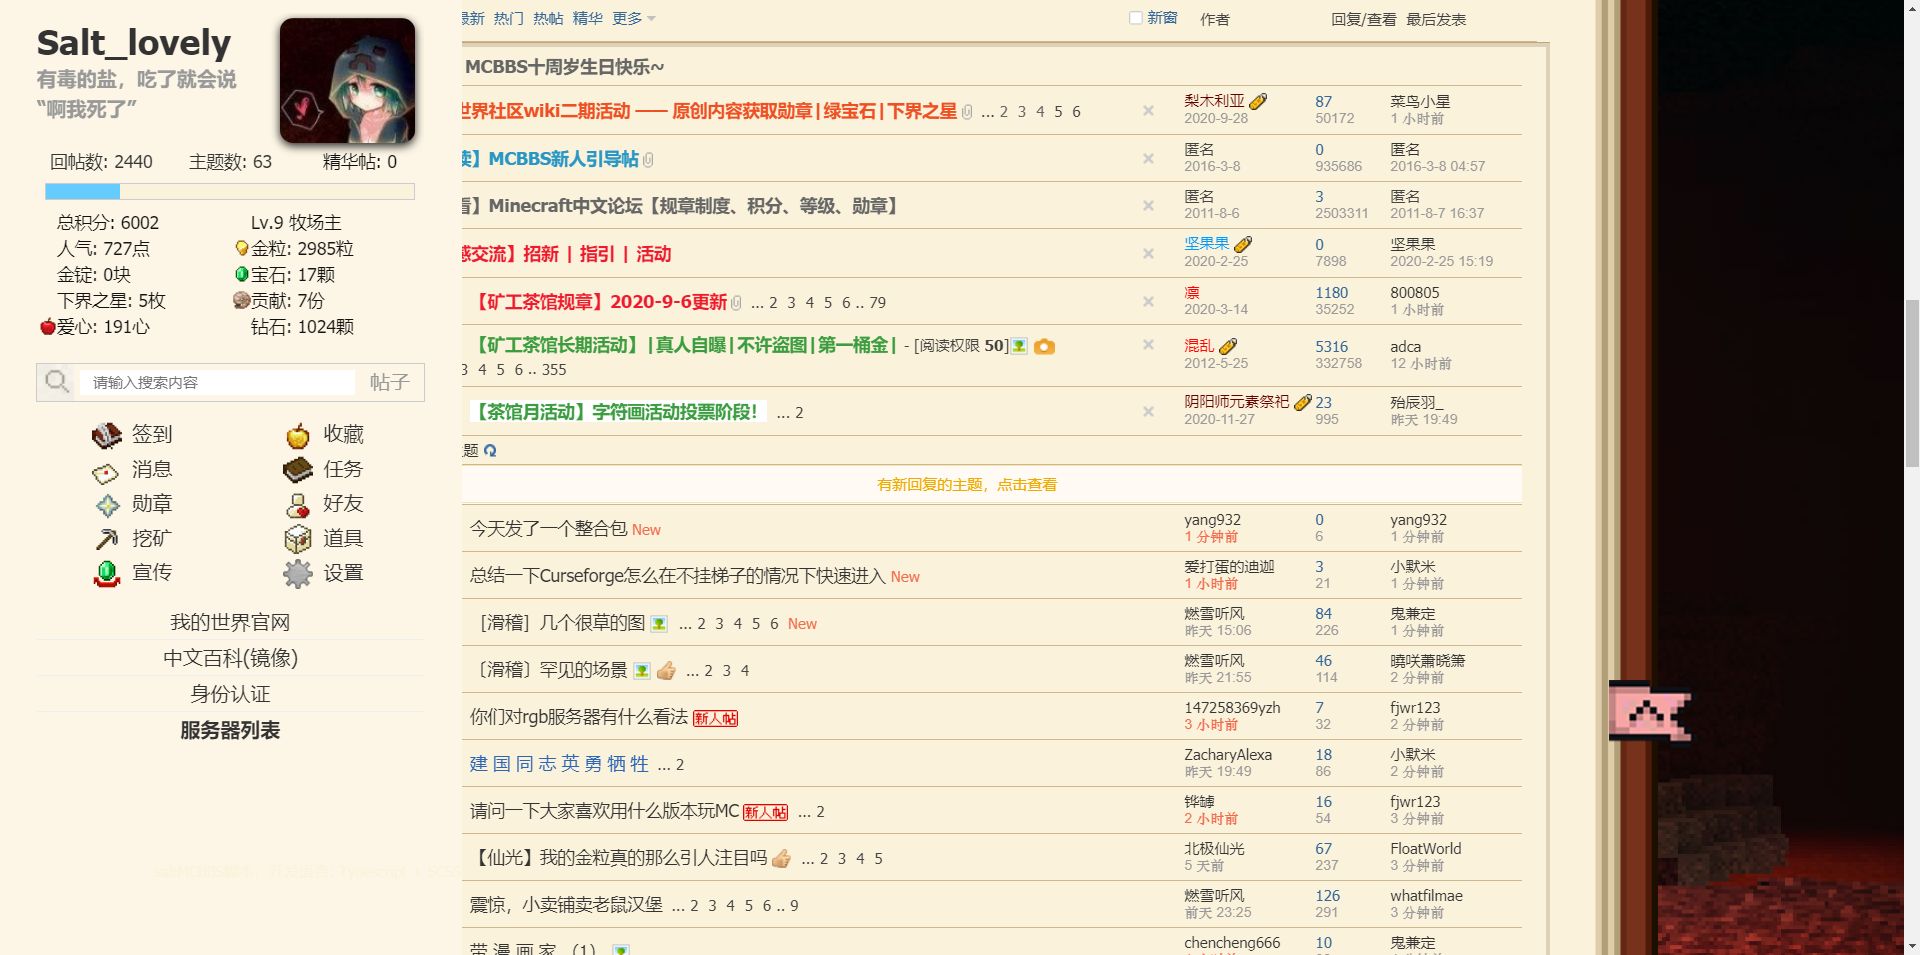 Salt_lovely
有毒的盐，吃了就会说
“啊我死了”
回帖数: 2440 主题数: 63 精华帖: 0
总积分: 6002 Lv.9 牧场主
人气: 727点 金粒: 2985粒
金锭: 0块 宝石: 17颗
下界之星: 5枚 贡献: 7份
爱心: 191心 钻石: 1024颗
请输入搜索内容 帖子
签到 收藏
消息 任务
勋章 好友
挖矿 道具
宣传 设置
我的世界官网
中文百科(镜像)
身份认证
服务器列表
最新 热门 热帖 精华 更多 新窗 作者 回复/查看 最后发表
MCBBS十周岁生日快乐~
世界社区wiki二期活动 —— 原创内容获取勋章|绿宝石|下界之星 ... 2 3 4 5 6 梨木利亚 87 菜鸟小星
2020-9-28 50172 1 小时前
读】MCBBS新人引导帖 匿名 0 匿名
2016-3-8 935686 2016-3-8 04:57
看】Minecraft中文论坛【规章制度、积分、等级、勋章】 匿名 3 匿名
2011-8-6 2503311 2011-8-7 16:37
感交流】招新 | 指引 | 活动 坚果果 0 坚果果
2020-2-25 7898 2020-2-25 15:19
【矿工茶馆规章】2020-9-6更新 ... 2 3 4 5 6 .. 79 凛 1180 800805
2020-3-14 35252 1 小时前
【矿工茶馆长期活动】|真人自曝|不许盗图|第一桶金| - [阅读权限 50] 混乱 5316 adca
3 4 5 6 .. 355 2012-5-25 332758 12 小时前
【茶馆月活动】字符画活动投票阶段！ ... 2 阴阳师元素祭祀 23 殆辰羽_
2020-11-27 995 昨天 19:49
题
有新回复的主题，点击查看
今天发了一个整合包 New yang932 0 yang932
1 分钟前 6 1 分钟前
总结一下Curseforge怎么在不挂梯子的情况下快速进入 New 爱打蛋的迪迦 3 小默米
1 小时前 21 1 分钟前
［滑稽］几个很草的图 ... 2 3 4 5 6 New 燃雪听风 84 鬼兼定
昨天 15:06 226 1 分钟前
〔滑稽〕罕见的场景 ... 2 3 4 燃雪听风 46 曉咲蕭晓箫
昨天 21:55 114 2 分钟前
你们对rgb服务器有什么看法 新人帖 147258369yzh 7 fjwr123
3 小时前 32 2 分钟前
建 国 同 志 英 勇 牺 牲 ... 2 ZacharyAlexa 18 小默米
昨天 19:49 86 2 分钟前
请问一下大家喜欢用什么版本玩MC 新人帖 ... 2 铧罅 16 fjwr123
2 小时前 54 3 分钟前
【仙光】我的金粒真的那么引人注目吗 ... 2 3 4 5 北极仙光 67 FloatWorld
5 天前 237 3 分钟前
震惊，小卖铺卖老鼠汉堡 ... 2 3 4 5 6 .. 9 燃雪听风 126 whatfilmae
前天 23:25 291 3 分钟前
带 漫 画 家 （1） chencheng666 10 鬼兼定